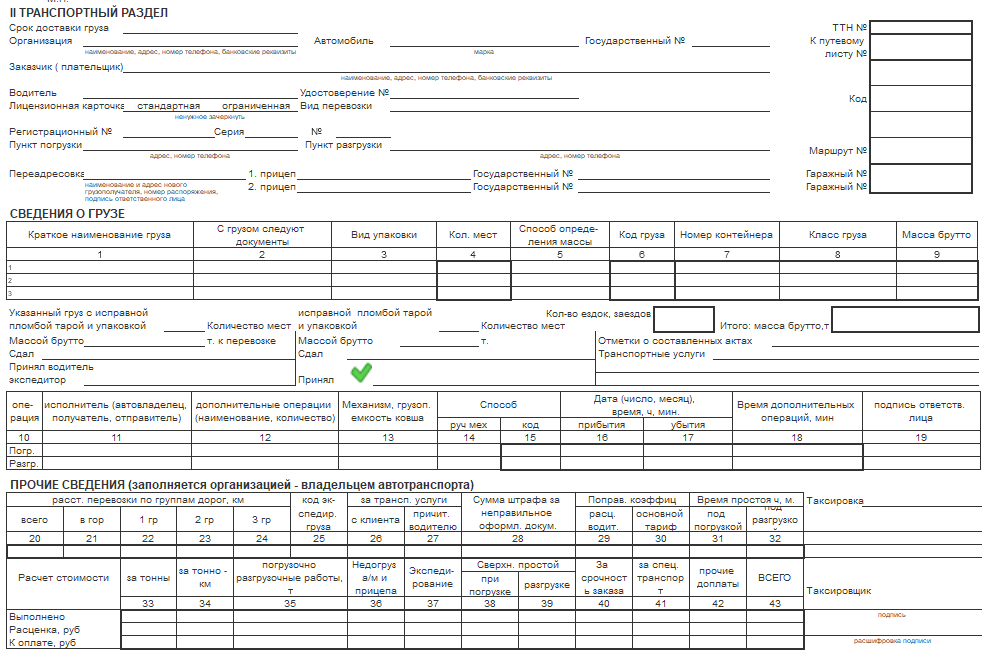 II ТРАНСПОРТНЫЙ РАЗДЕЛ
Срок доставки груза ТТН №
Организация Автомобиль Государственный № К путевому
наименование, адрес, номер телефона, банковские реквизиты марка листу №
Заказчик ( плательщик)
наименование, адрес, номер телефона, банковские реквизиты
Водитель Удостоверение №
Код
Лицензионная карточка стандартная ограниченная Вид перевозки
ненужное зачеркнуть
Регистрационный № Серия №
Пункт погрузки Пункт разгрузки Маршрут №
адрес, номер телефона адрес, номер телефона
Переадресовка 1. прицеп Государственный № Гаражный №
наименование и адрес нового 2. прицеп Государственный № Гаражный №
грузополучателя, номер распоряжения,
подпись ответственного лица
СВЕДЕНИЯ О ГРУЗЕ
Краткое наименование груза С грузом следуют документы Вид упаковки Кол. мест Способ опреде- ления массы Код груза Номер контейнера Класс груза Масса брутто
1 2 3 4 5 6 7 8 9
1
2
3
Указанный груз с исправной исправной пломбой тарой Кол-во ездок, заездов
пломбой тарой и упаковкой Количество мест и упаковкой Количество мест Итого: масса брутто,т
Массой брутто т. к перевозке Массой брутто т. Отметки о составленных актах
Сдал Сдал Транспортные услуги
Принял водитель
экспедитор Принял
опе- рация исполнитель (автовладелец, получатель, отправитель) дополнительные операции (наименование, количество) Механизм, грузоп. емкость ковша Способ Дата (число, месяц), время, ч, мин. Время дополнительных операций, мин подпись ответств. лица
руч мех код прибытия убытия
10 11 12 13 14 15 16 17 18 19
Погр.
Разгр.
ПРОЧИЕ СВЕДЕНИЯ (заполняется организацией - владельцем автотранспорта)
расст. перевозки по группам дорог, км код эк- спедир. груза за трансп. услуги Сумма штрафа за неправильное оформл. докум. Поправ. коэффиц Время простоя ч, м. Таксировка
всего в гор 1 гр 2 гр 3 гр с клиента причит. водителю расц. водит. основной тариф под погрузкой под разгрузко
20 21 22 23 24 25 26 27 28 29 30 31 32
Расчет стоимости за тонны за тонно - км погрузочно разгрузочные работы, т Недогруз а/м и прицепа Экспеди- рование Сверхн. простой За срочност ь заказа За спец. транспор т прочие доплаты ВСЕГО Таксировщик
при погрузке разгрузке
33 34 35 36 37 38 39 40 41 42 43
Выполнено подпись
Расценка, руб
К оплате, руб расшифровка подписи